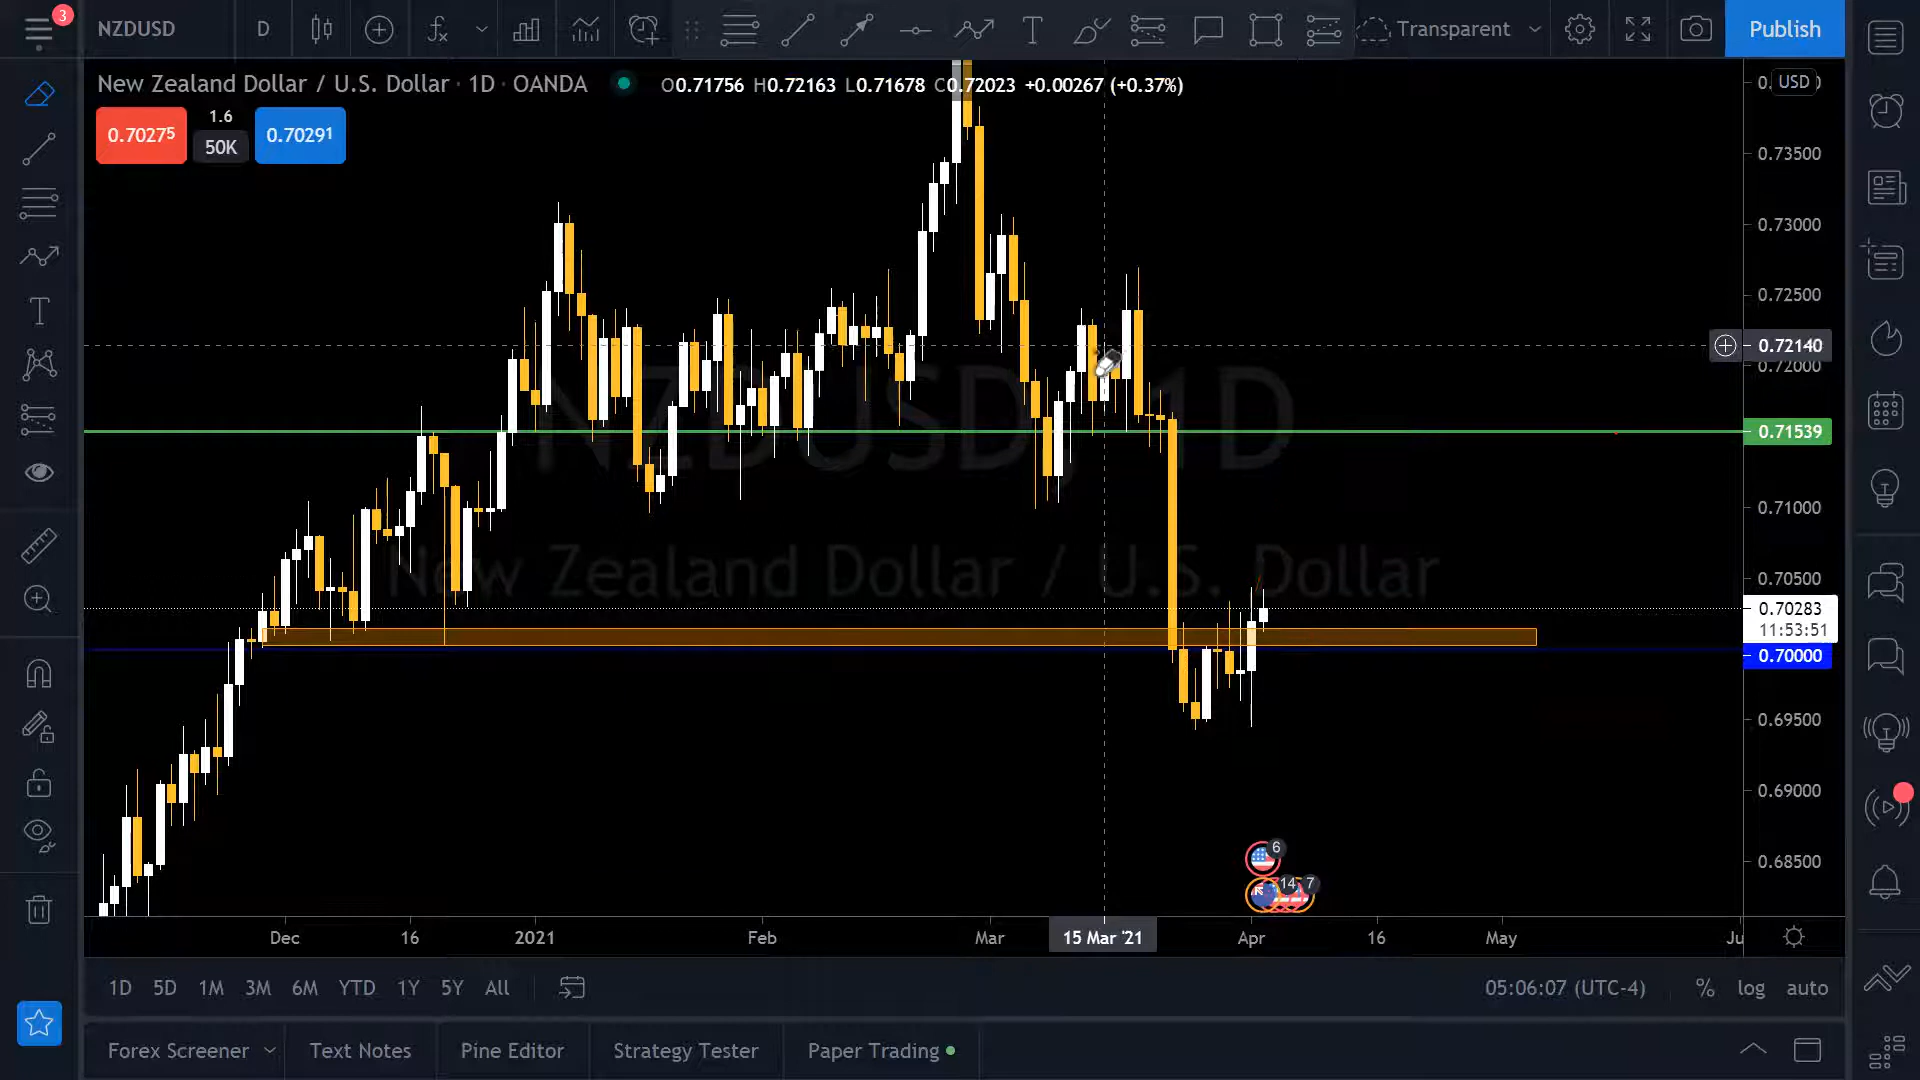 3
NZDUSD
D
Transparent
Publish
New Zealand Dollar / U.S. Dollar · 1D · OANDA
O0.71756 H0.72163 L0.71678 C0.72023 +0.00267 (+0.37%)
USD
0.70275
1.6
50K
0.70291
0.73500
0.73000
0.72500
0.72140
0.72000
NZDUSD, 1D
0.71539
0.71000
New Zealand Dollar / U.S. Dollar
0.70500
0.70283
11:53:51
0.70000
0.69500
0.69000
0.68500
6
14
7
Dec
16
2021
Feb
Mar
15 Mar '21
Apr
16
May
Ju
1D
5D
1M
3M
6M
YTD
1Y
5Y
All
05:06:07 (UTC-4)
%
log
auto
Forex Screener
Text Notes
Pine Editor
Strategy Tester
Paper Trading